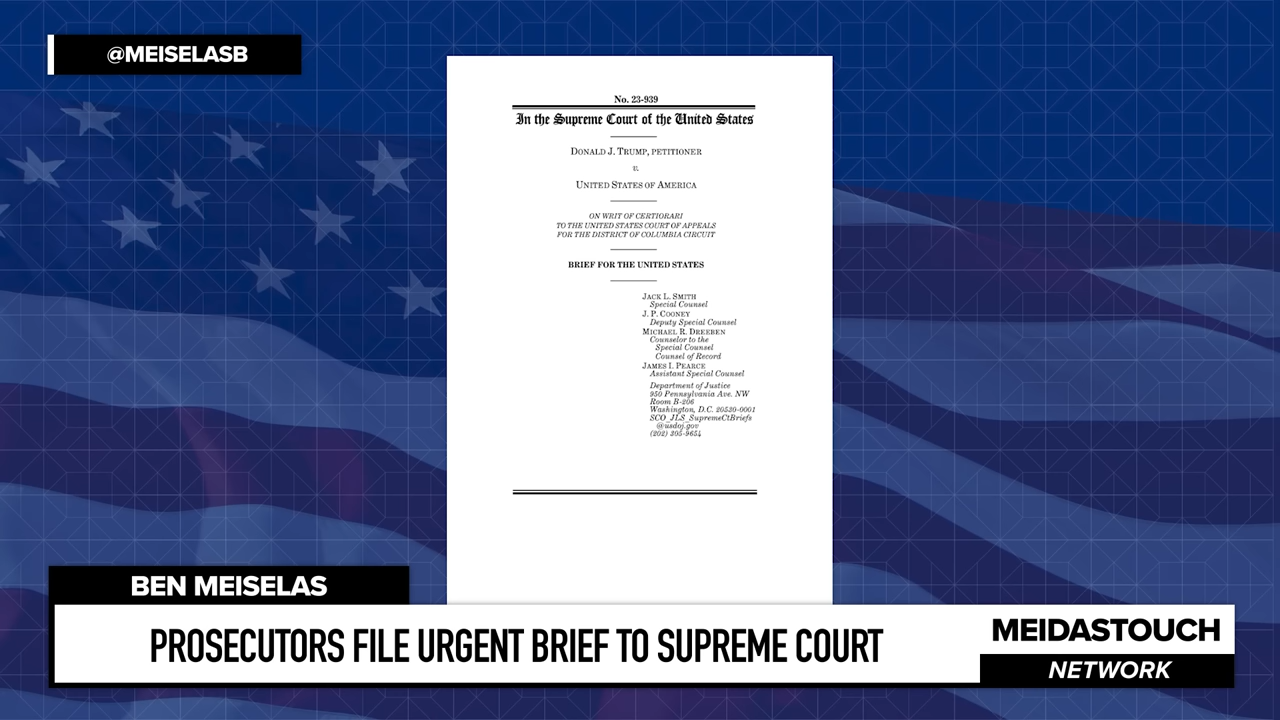 @MEISELASB
No. 23-939
In the Supreme Court of the United States
DONALD J. TRUMP, PETITIONER
v.
UNITED STATES OF AMERICA
ON WRIT OF CERTIORARI
TO THE UNITED STATES COURT OF APPEALS
FOR THE DISTRICT OF COLUMBIA CIRCUIT
BRIEF FOR THE UNITED STATES
JACK L. SMITH
Special Counsel
J. P. COONEY
Deputy Special Counsel
MICHAEL R. DREEBEN
Counselor to the
Special Counsel
Counsel of Record
JAMES I. PEARCE
Assistant Special Counsel
Department of Justice
950 Pennsylvania Ave. NW
Room B-206
Washington, D.C. 20530-0001
SCO_JLS_SupremeCtBriefs
@usdoj.gov
(202) 305-9654
BEN MEISELAS
PROSECUTORS FILE URGENT BRIEF TO SUPREME COURT
MEIDASTOUCH
NETWORK